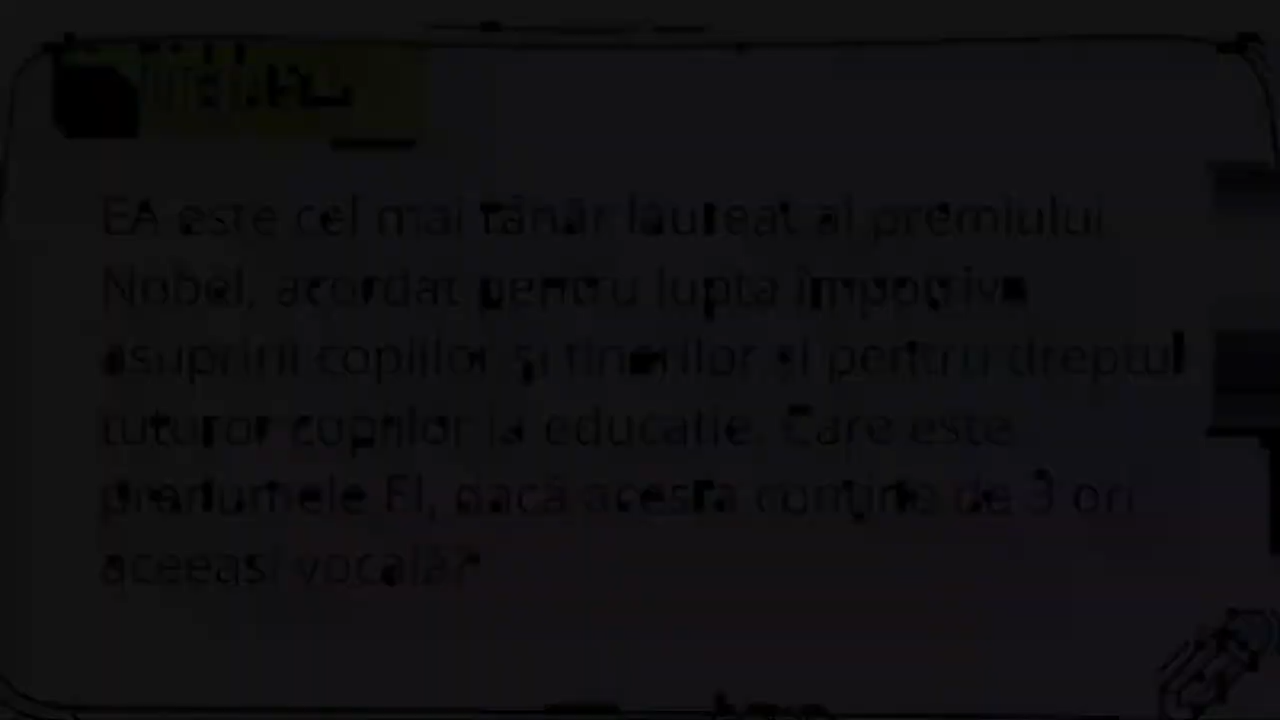 EA este cel mai tânăr laureat al premiului
Nobel, acordat pentru lupta împotriva
asupririi copiilor și tinerilor și pentru dreptul
tuturor copiilor la educație. Care este
prenumele EI, dacă acesta conține de 3 ori
aceeași vocală?